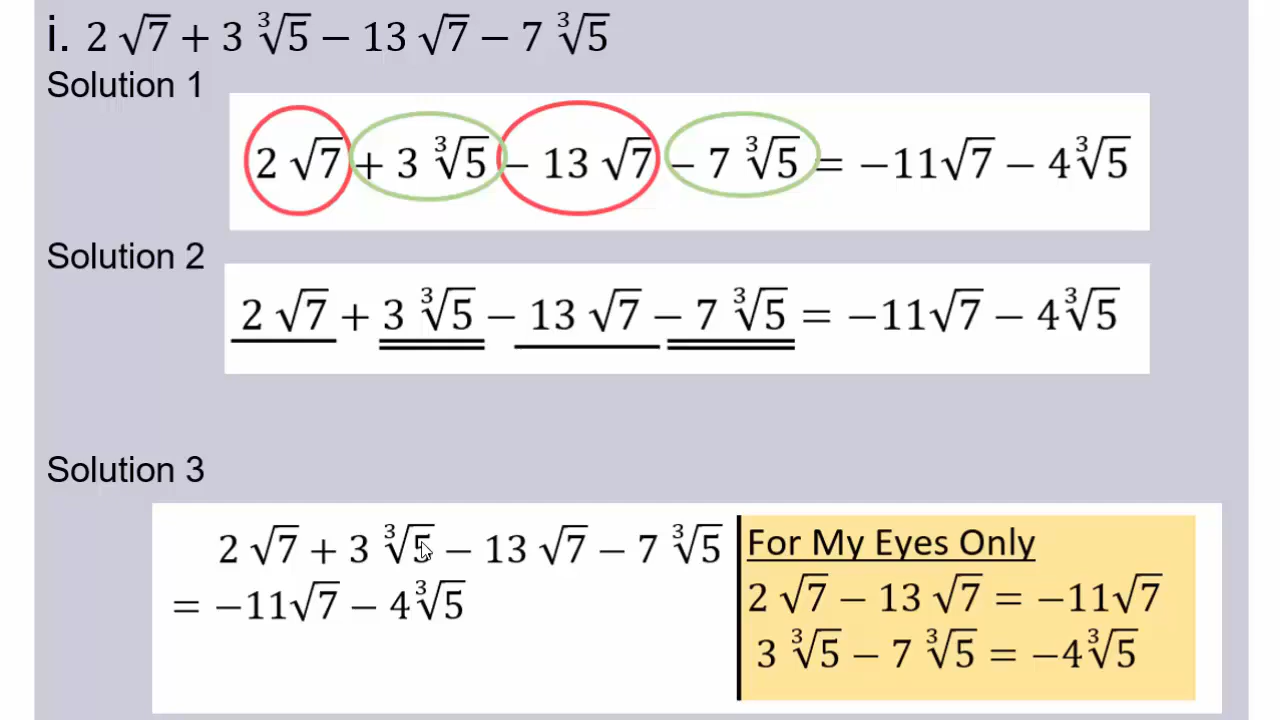 i. 2 √7 + 3 ∛5 − 13 √7 − 7 ∛5
Solution 1
2 √7 + 3 ∛5 − 13 √7 − 7 ∛5 = −11√7 − 4∛5
Solution 2
2 √7 + 3 ∛5 − 13 √7 − 7 ∛5 = −11√7 − 4∛5
Solution 3
2 √7 + 3 ∛5 − 13 √7 − 7 ∛5
= −11√7 − 4∛5
For My Eyes Only
2 √7 − 13 √7 = −11√7
3 ∛5 − 7 ∛5 = −4∛5